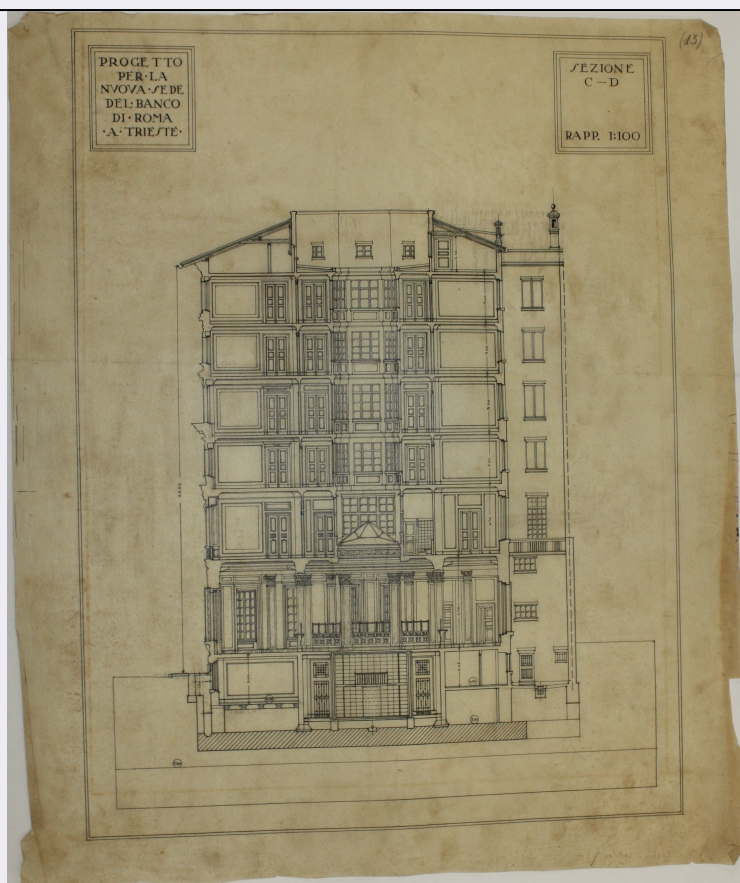 PROGETTO
PER·LA
NVOVA·SEDE
DEL·BANCO
DI·ROMA
·A·TRIESTE·
SEZIONE
C—D
RAPP. 1:100
(13)